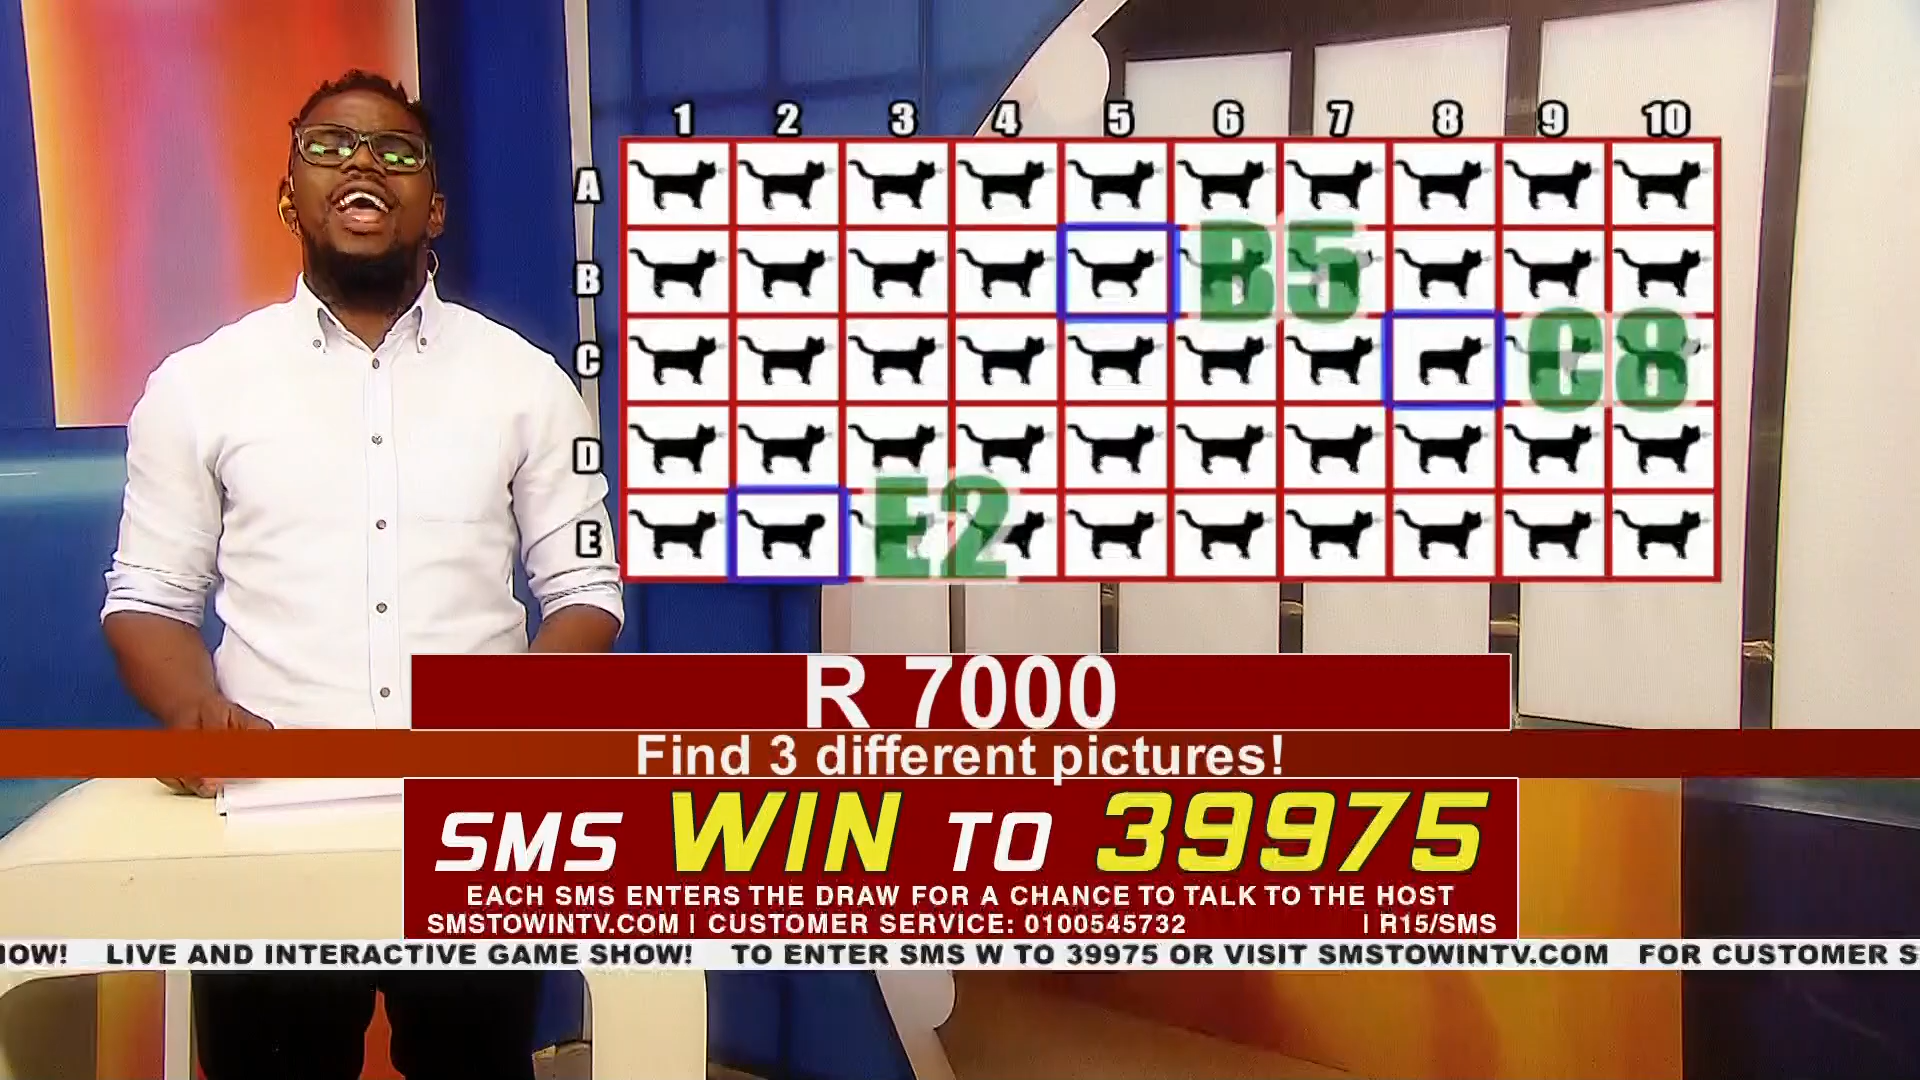 1 2 3 4 5 6 7 8 9 10
A
B
B5
C
C8
D
E
E2
R 7000
Find 3 different pictures!
SMS WIN TO 39975
EACH SMS ENTERS THE DRAW FOR A CHANCE TO TALK TO THE HOST
SMSTOWINTV.COM | CUSTOMER SERVICE: 0100545732 | R15/SMS
OW! LIVE AND INTERACTIVE GAME SHOW! TO ENTER SMS W TO 39975 OR VISIT SMSTOWINTV.COM FOR CUSTOMER S